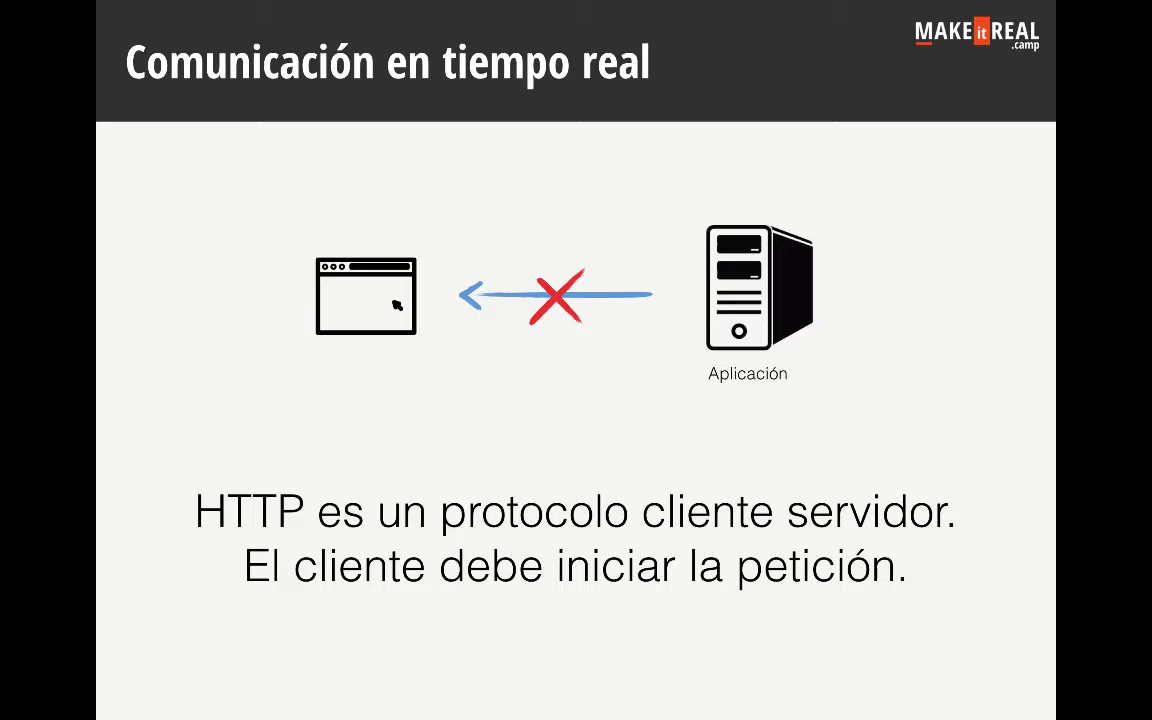 MAKE it REAL
.camp
Comunicación en tiempo real
Aplicación
HTTP es un protocolo cliente servidor.
El cliente debe iniciar la petición.